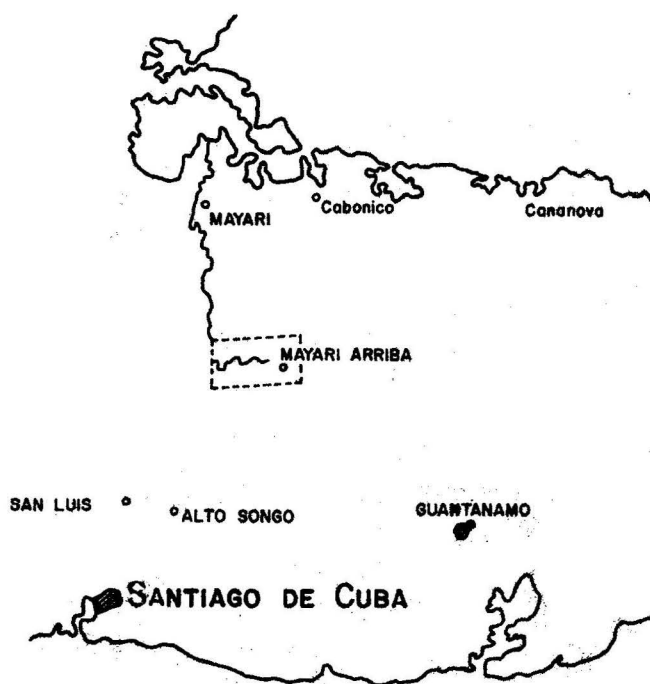 MAYARI
Cabonico
Cananova
MAYARI ARRIBA
SAN LUIS
ALTO SONGO
GUANTANAMO
SANTIAGO DE CUBA